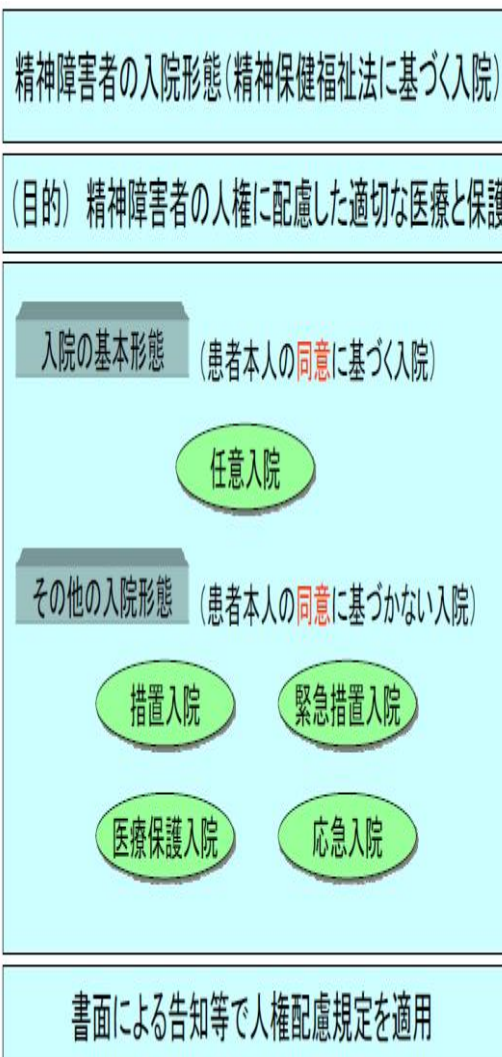 精神障害者の入院形態(精神保健福祉法に基づく入院)
(目的) 精神障害者の人権に配慮した適切な医療と保護
入院の基本形態 (患者本人の同意に基づく入院)
任意入院
その他の入院形態 (患者本人の同意に基づかない入院)
措置入院 緊急措置入院
医療保護入院 応急入院
書面による告知等で人権配慮規定を適用